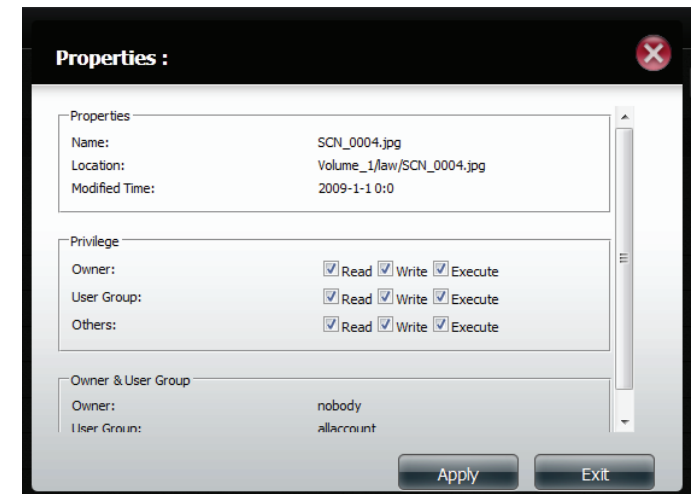 Properties :
Properties
Name: SCN_0004.jpg
Location: Volume_1/law/SCN_0004.jpg
Modified Time: 2009-1-1 0:0
Privilege
Owner: Read Write Execute
User Group: Read Write Execute
Others: Read Write Execute
Owner & User Group
Owner: nobody
User Group: allaccount
Apply Exit